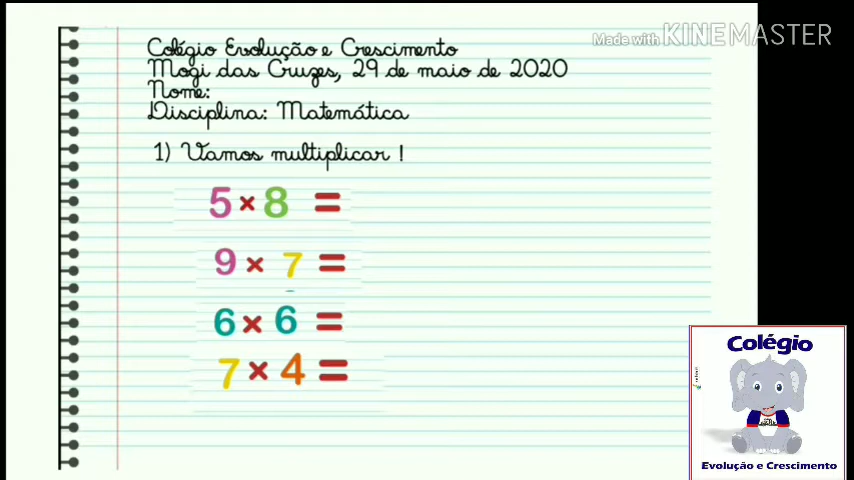 Made with KINEMASTER
Colégio Evolução e Crescimento
Mogi das Cruzes, 29 de maio de 2020
Nome:
Disciplina: Matemática
1) Vamos multiplicar !
5 × 8 =
9 × 7 =
6 × 6 =
7 × 4 =
Colégio
Evolução e Crescimento